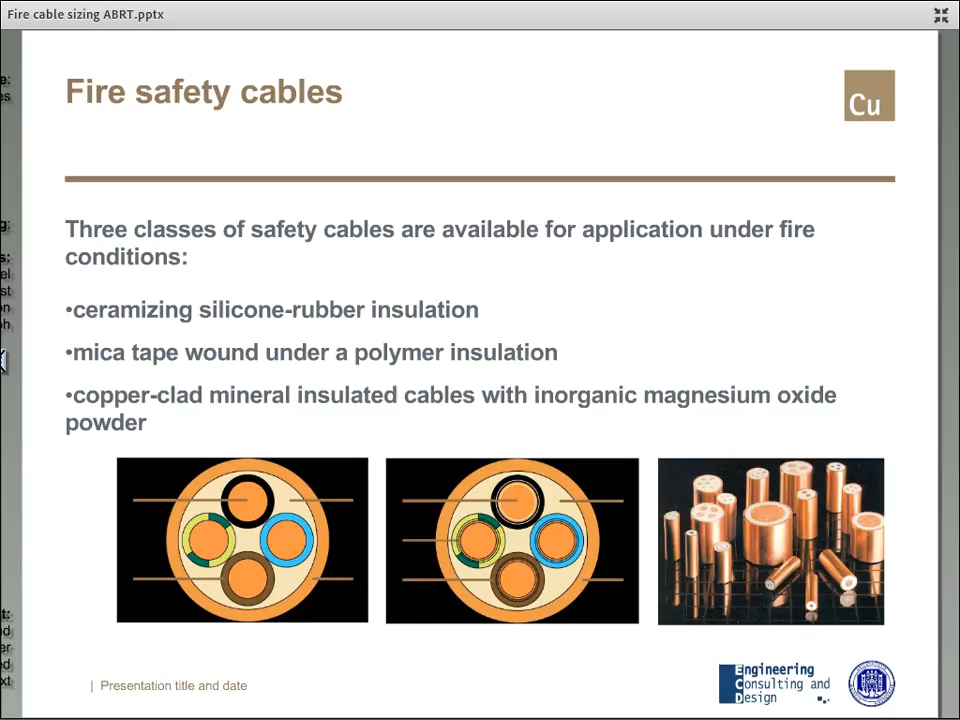 Fire cable sizing ABRT.pptx
Fire safety cables
Cu
Three classes of safety cables are available for application under fire
conditions:
•ceramizing silicone-rubber insulation
•mica tape wound under a polymer insulation
•copper-clad mineral insulated cables with inorganic magnesium oxide
powder
| Presentation title and date
Engineering
Consulting and
Design